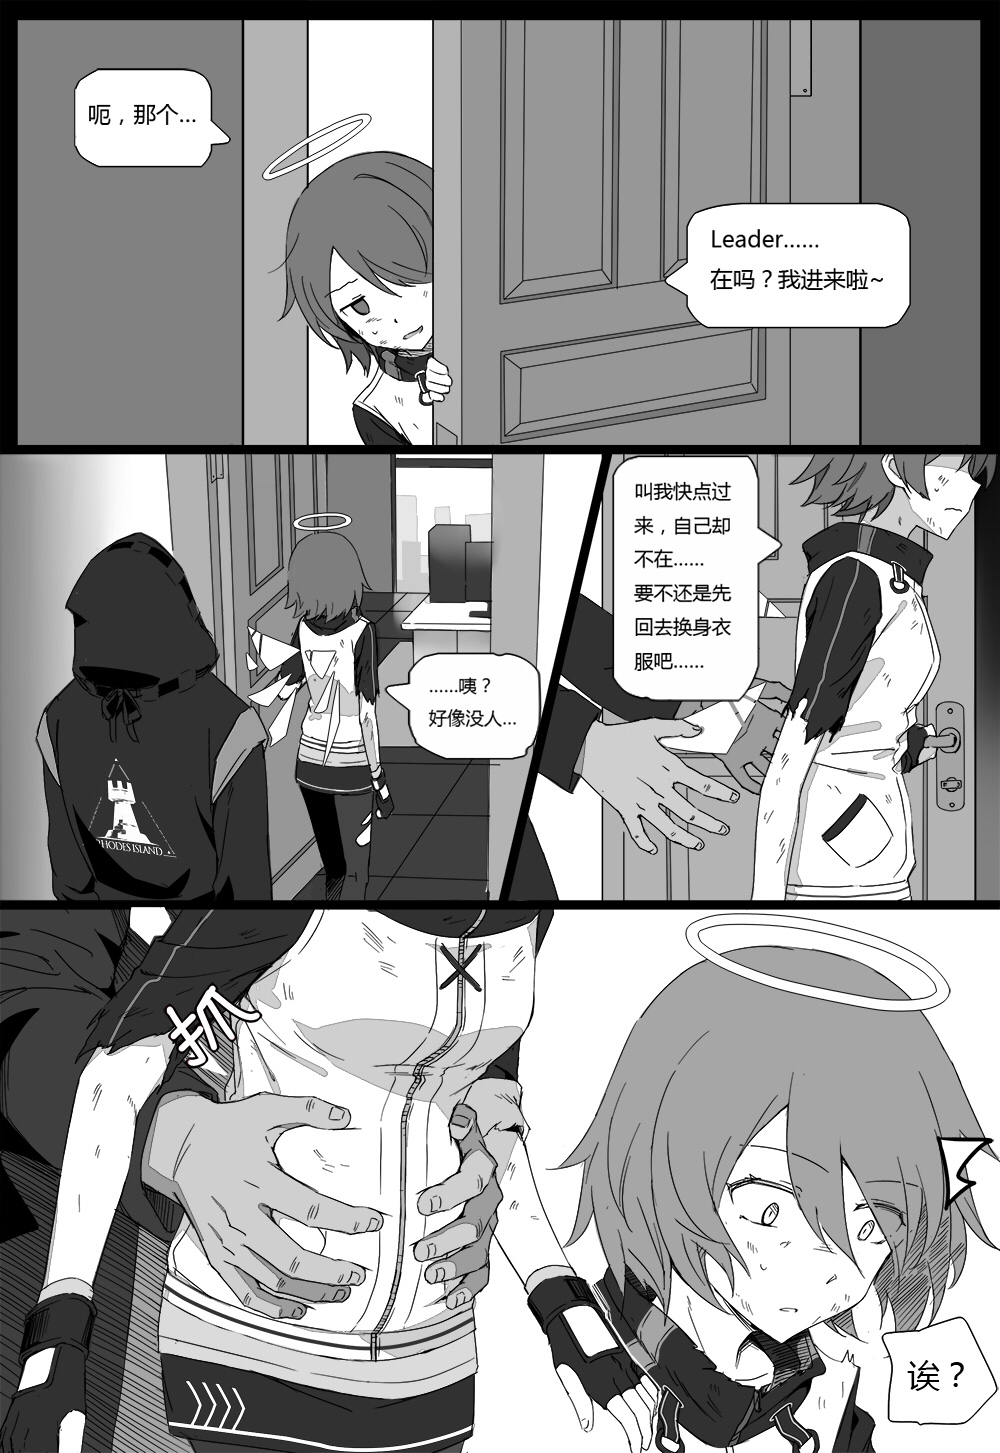 呃，那个...
Leader......
在吗？我进来啦~
......咦？
好像没人...
RHODES ISLAND
叫我快点过
来，自己却
不在......
要不还是先
回去换身衣
服吧......
抓
诶？